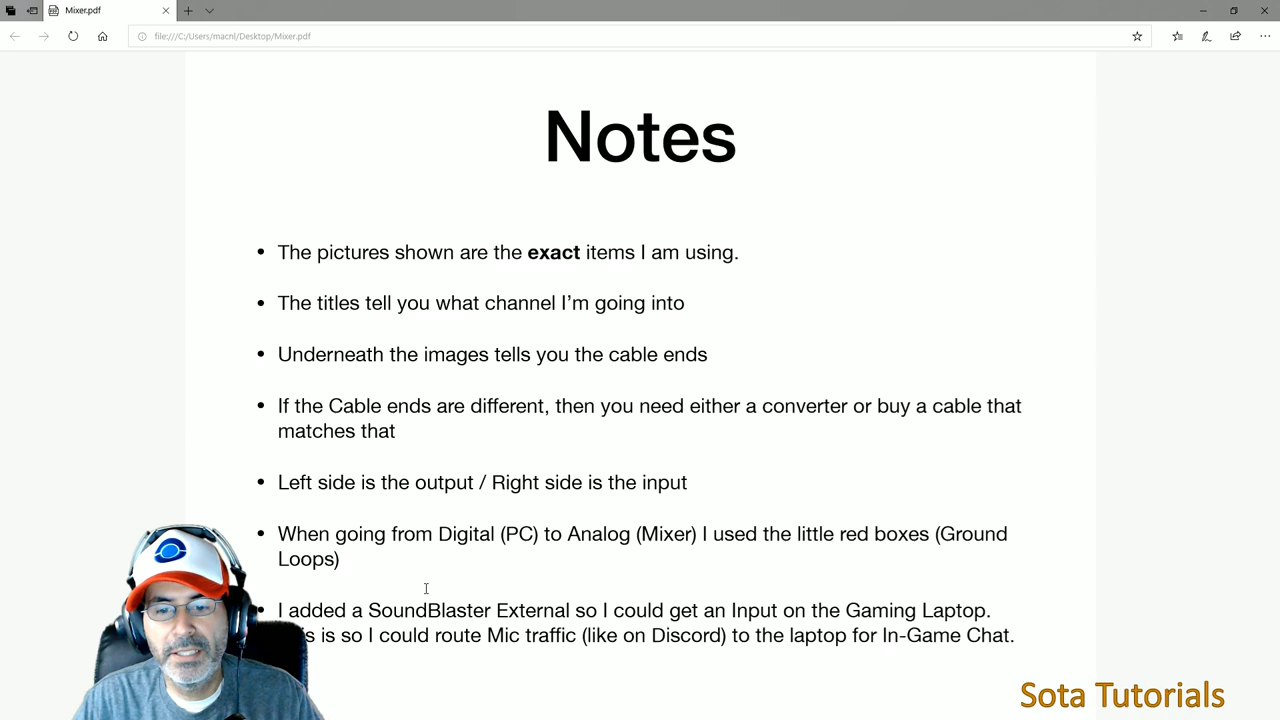 Mixer.pdf
file:///C:/Users/macnl/Desktop/Mixer.pdf
Notes
• The pictures shown are the exact items I am using.
• The titles tell you what channel I'm going into
• Underneath the images tells you the cable ends
• If the Cable ends are different, then you need either a converter or buy a cable that
matches that
• Left side is the output / Right side is the input
• When going from Digital (PC) to Analog (Mixer) I used the little red boxes (Ground
Loops)
• I added a SoundBlaster External so I could get an Input on the Gaming Laptop.
is so I could route Mic traffic (like on Discord) to the laptop for In-Game Chat.
Sota Tutorials